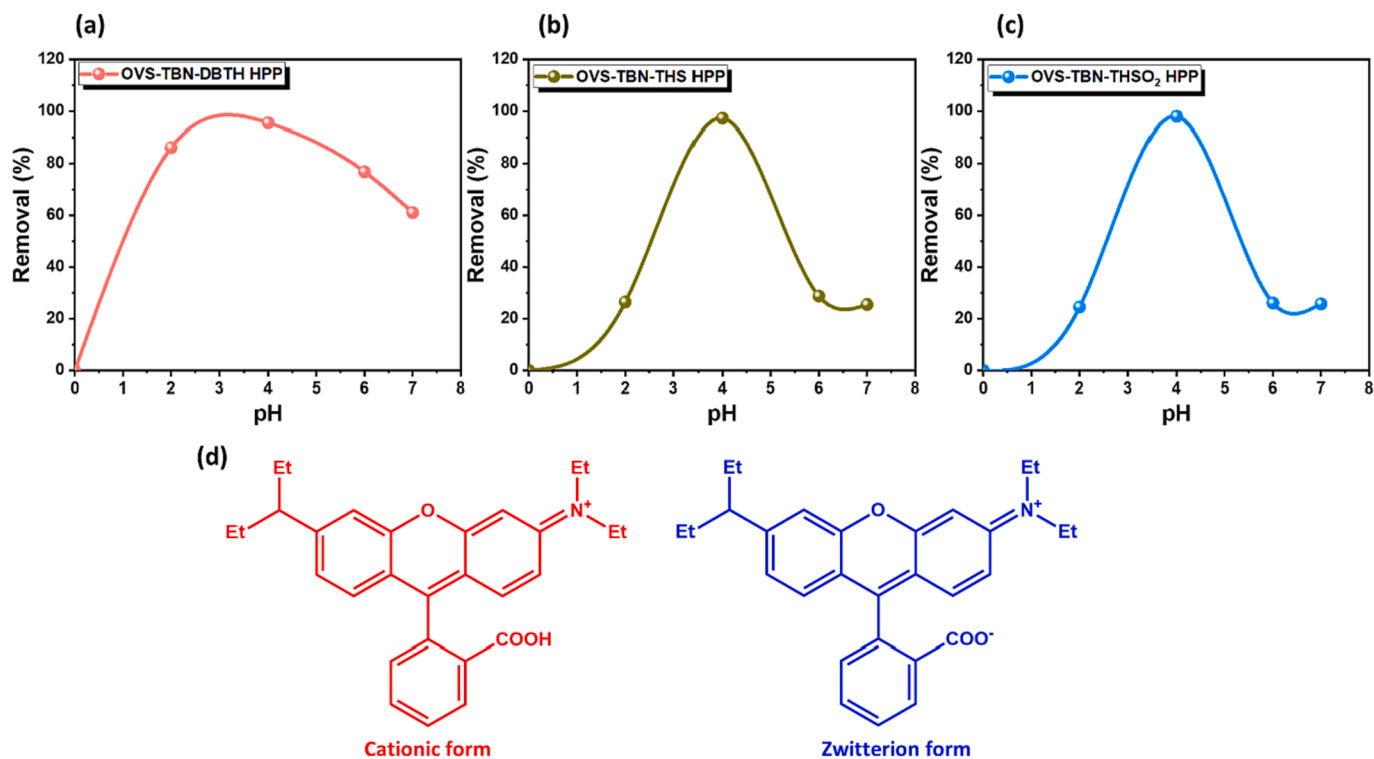 (a)
120
100
80
60
40
20
0
Removal (%)
OVS-TBN-DBTH HPP
0 1 2 3 4 5 6 7 8
pH
(b)
120
100
80
60
40
20
0
Removal (%)
OVS-TBN-THS HPP
0 1 2 3 4 5 6 7 8
pH
(c)
120
100
80
60
40
20
0
Removal (%)
OVS-TBN-THSO₂ HPP
0 1 2 3 4 5 6 7 8
pH
(d)
Et
Et
O
Et
N⁺
Et
COOH
Cationic form
Et
Et
O
Et
N⁺
Et
COO⁻
Zwitterion form